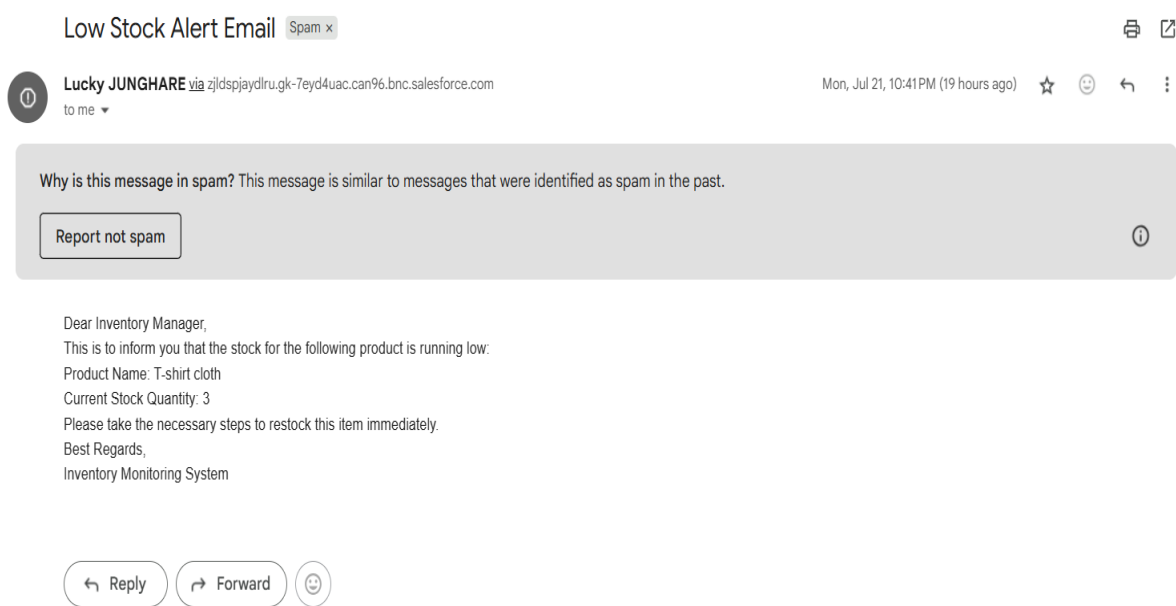 Low Stock Alert Email Spam ×
Lucky JUNGHARE via zjldspjaydlru.gk-7eyd4uac.can96.bnc.salesforce.com Mon, Jul 21, 10:41 PM (19 hours ago)
to me
Why is this message in spam? This message is similar to messages that were identified as spam in the past.
Report not spam
Dear Inventory Manager,
This is to inform you that the stock for the following product is running low:
Product Name: T-shirt cloth
Current Stock Quantity: 3
Please take the necessary steps to restock this item immediately.
Best Regards,
Inventory Monitoring System
Reply Forward